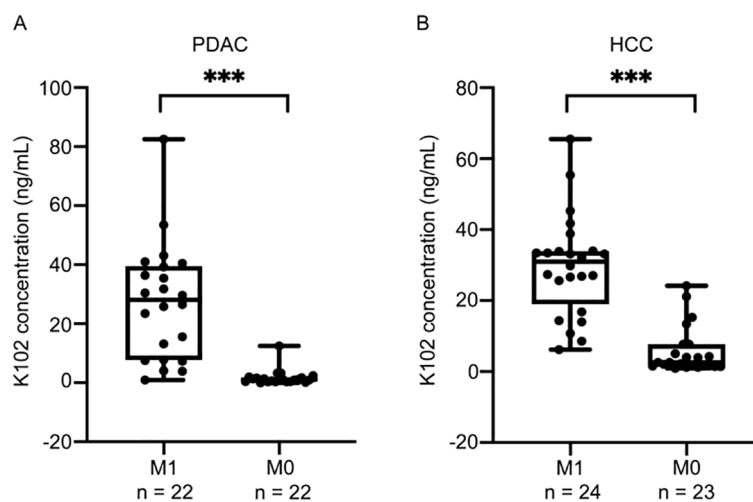 A
PDAC
***
K102 concentration (ng/mL)
100
80
60
40
20
0
-20
M1
n = 22
M0
n = 22
B
HCC
***
K102 concentration (ng/mL)
80
60
40
20
0
-20
M1
n = 24
M0
n = 23